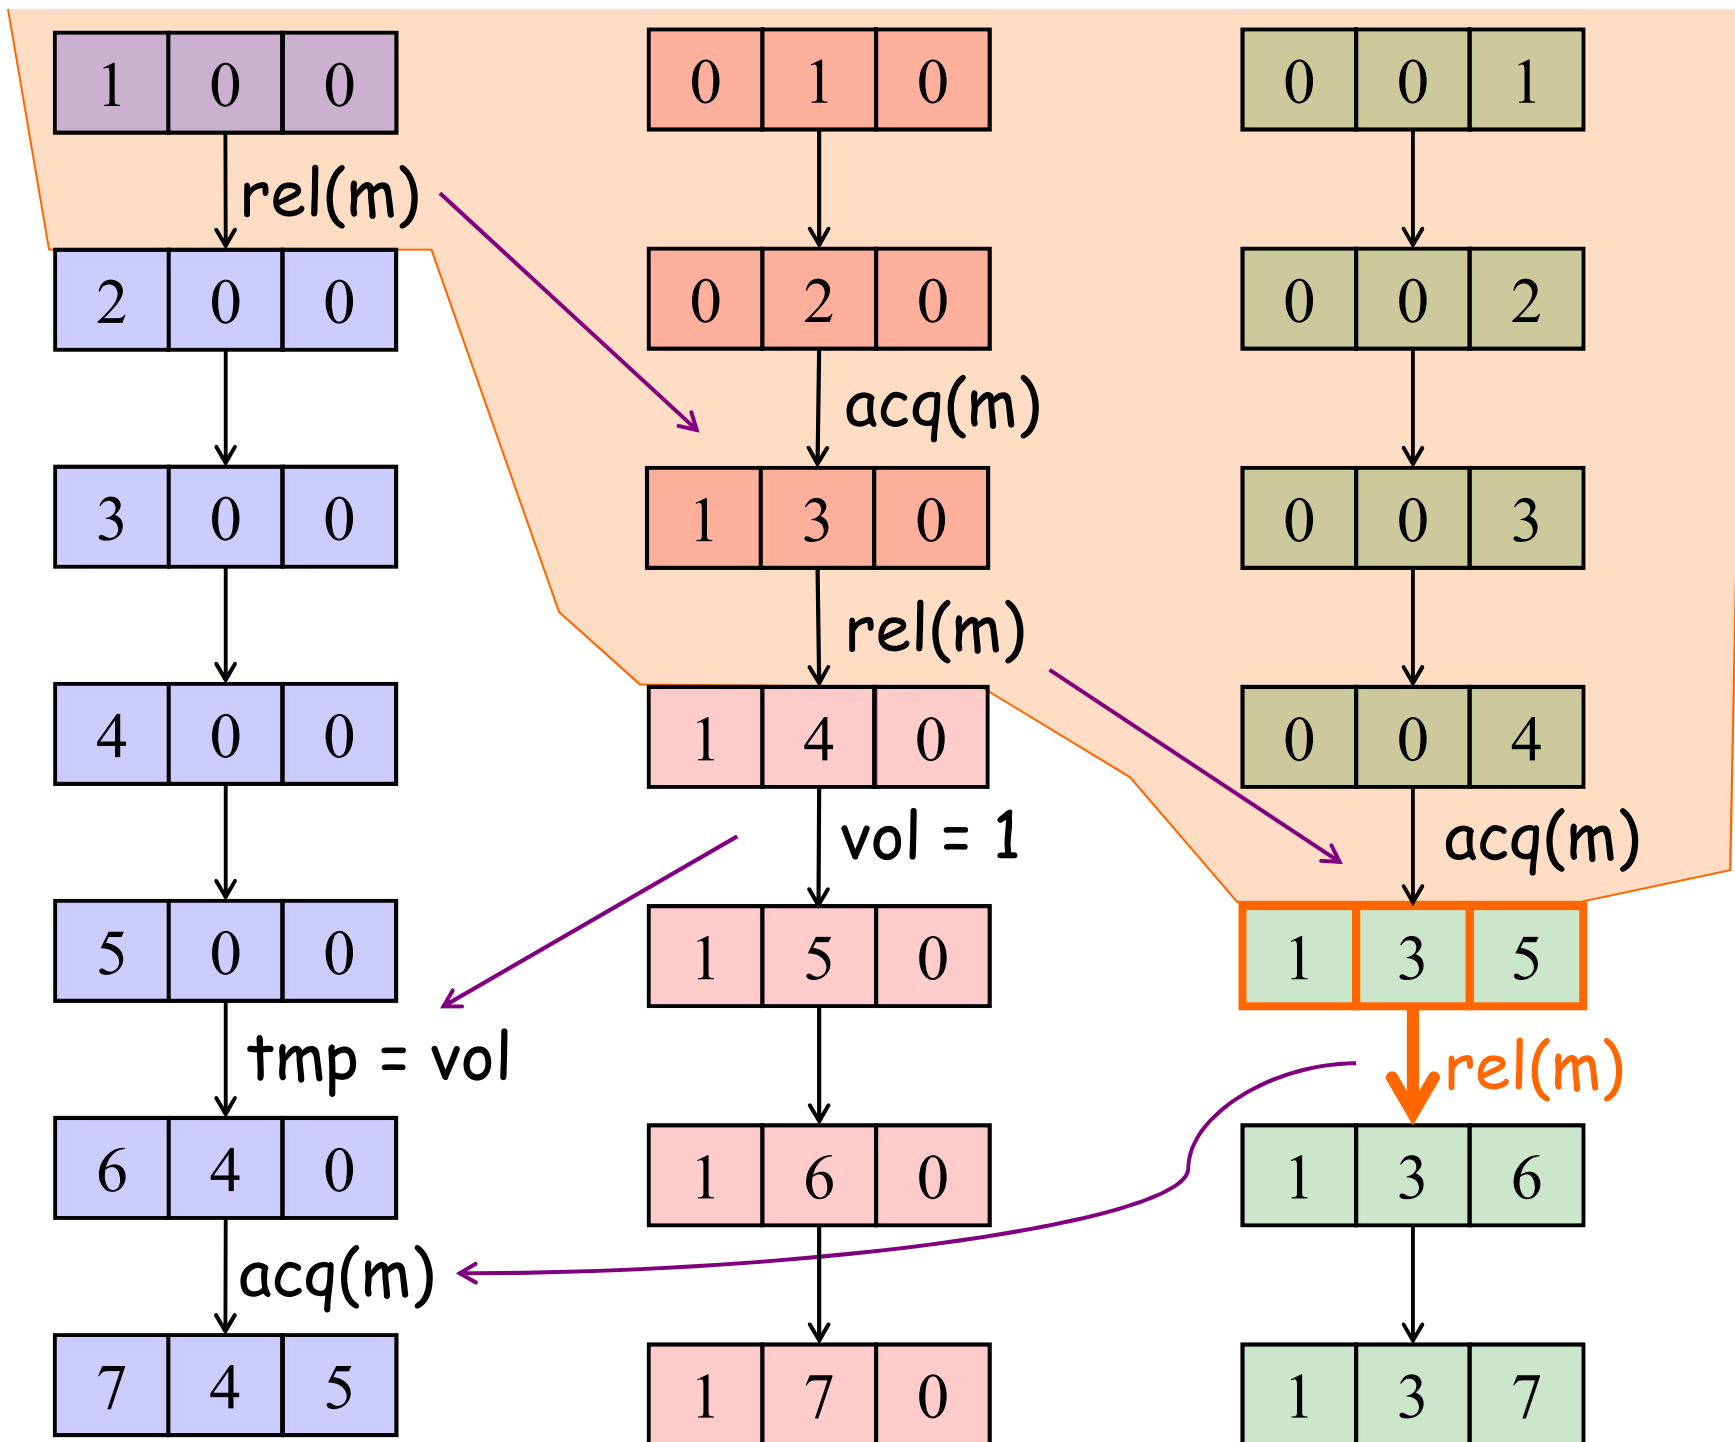 1 0 0 0 1 0 0 0 1
rel(m)
2 0 0 0 2 0 0 0 2
acq(m)
3 0 0 1 3 0 0 0 3
rel(m)
4 0 0 1 4 0 0 0 4
vol = 1 acq(m)
5 0 0 1 5 0 1 3 5
tmp = vol rel(m)
6 4 0 1 6 0 1 3 6
acq(m)
7 4 5 1 7 0 1 3 7